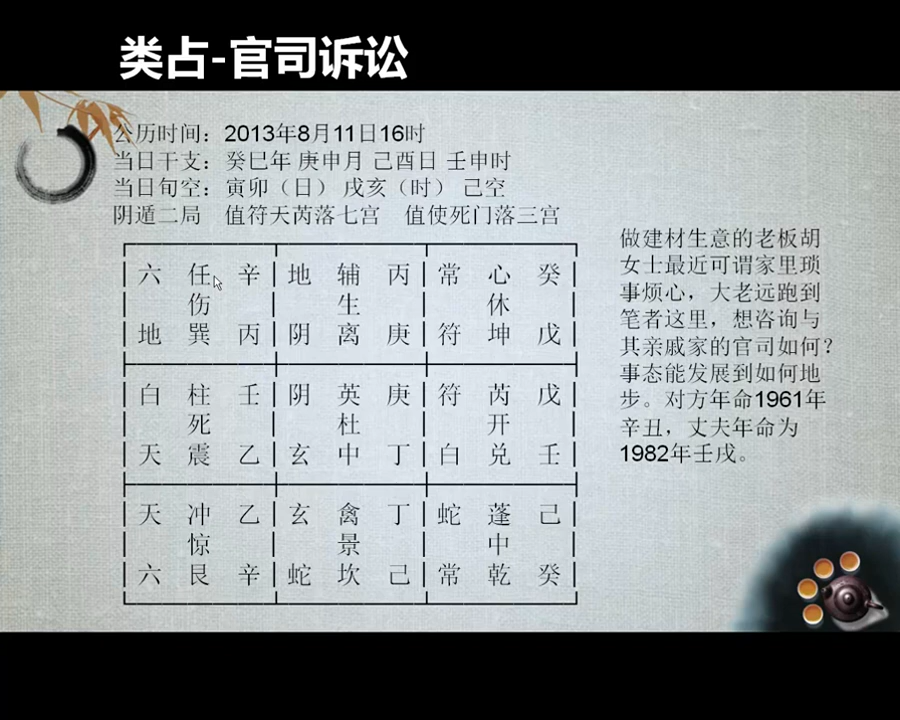 类占-官司诉讼
公历时间：2013年8月11日16时
当日干支：癸巳年 庚申月 己酉日 壬申时
当日旬空：寅卯（日）戌亥（时） 己空
阴遁二局 值符天芮落七宫 值使死门落三宫
六 任 辛 地 辅 丙 常 心 癸
伤 生 休
地 巽 丙 阴 离 庚 符 坤 戊
白 柱 壬 阴 英 庚 符 芮 戊
死 杜 开
天 震 乙 玄 中 丁 白 兑 壬
天 冲 乙 玄 禽 丁 蛇 蓬 己
惊 景 中
六 艮 辛 蛇 坎 己 常 乾 癸
做建材生意的老板胡
女士最近可谓家里琐
事烦心，大老远跑到
笔者这里，想咨询与
其亲戚家的官司如何？
事态能发展到如何地
步。对方年命1961年
辛丑，丈夫年命为
1982年壬戌。